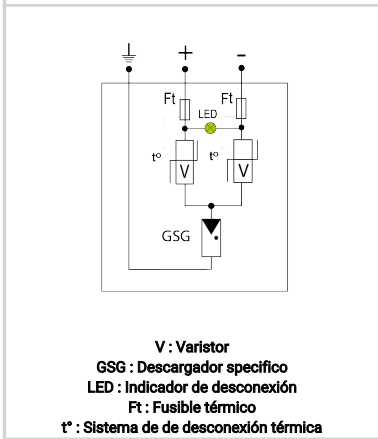 + -
Ft Ft
LED
t° t°
V V
GSG
V : Varistor
GSG : Descargador specifico
LED : Indicador de desconexión
Ft : Fusible térmico
t° : Sistema de de desconexión térmica